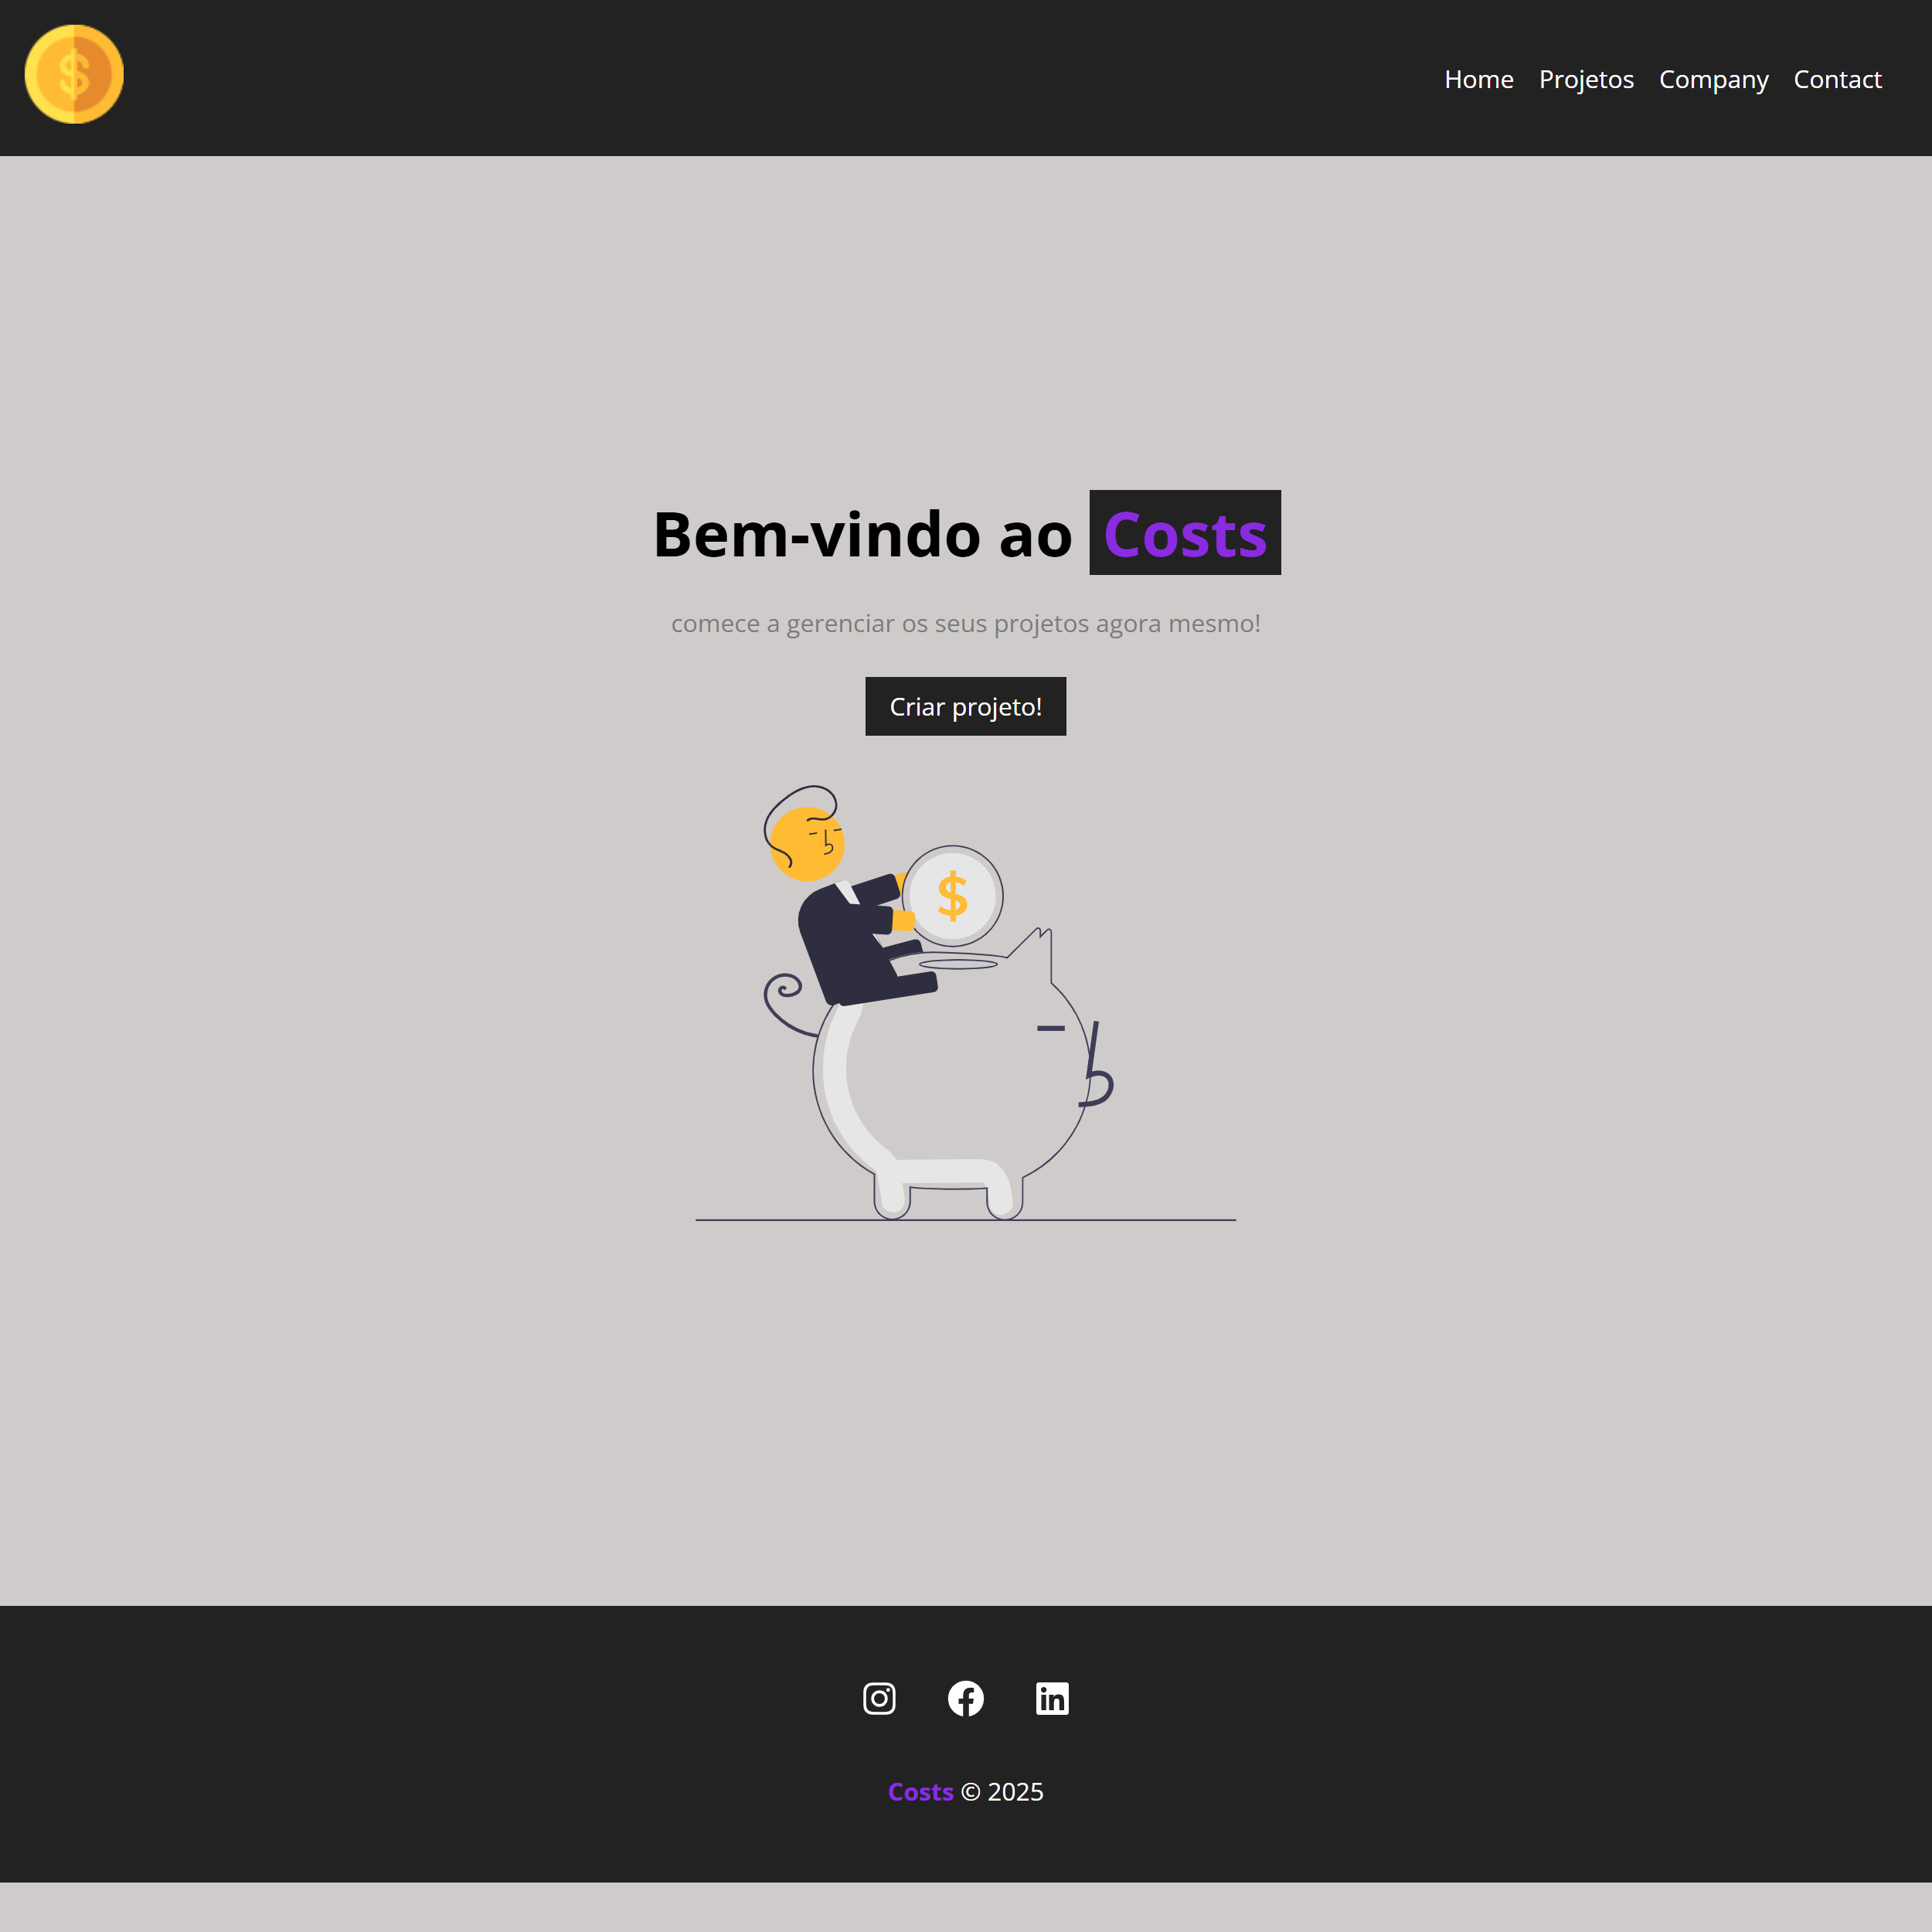 $
Home Projetos Company Contact
Bem-vindo ao Costs
comece a gerenciar os seus projetos agora mesmo!
Criar projeto!
$
Costs © 2025